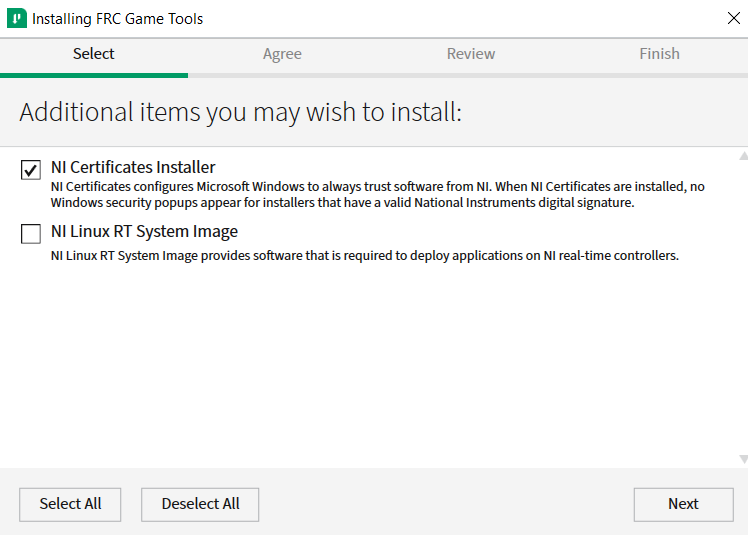 Installing FRC Game Tools
Select
Agree
Review
Finish
Additional items you may wish to install:
NI Certificates Installer
NI Certificates configures Microsoft Windows to always trust software from NI. When NI Certificates are installed, no
Windows security popups appear for installers that have a valid National Instruments digital signature.
NI Linux RT System Image
NI Linux RT System Image provides software that is required to deploy applications on NI real-time controllers.
Select All
Deselect All
Next